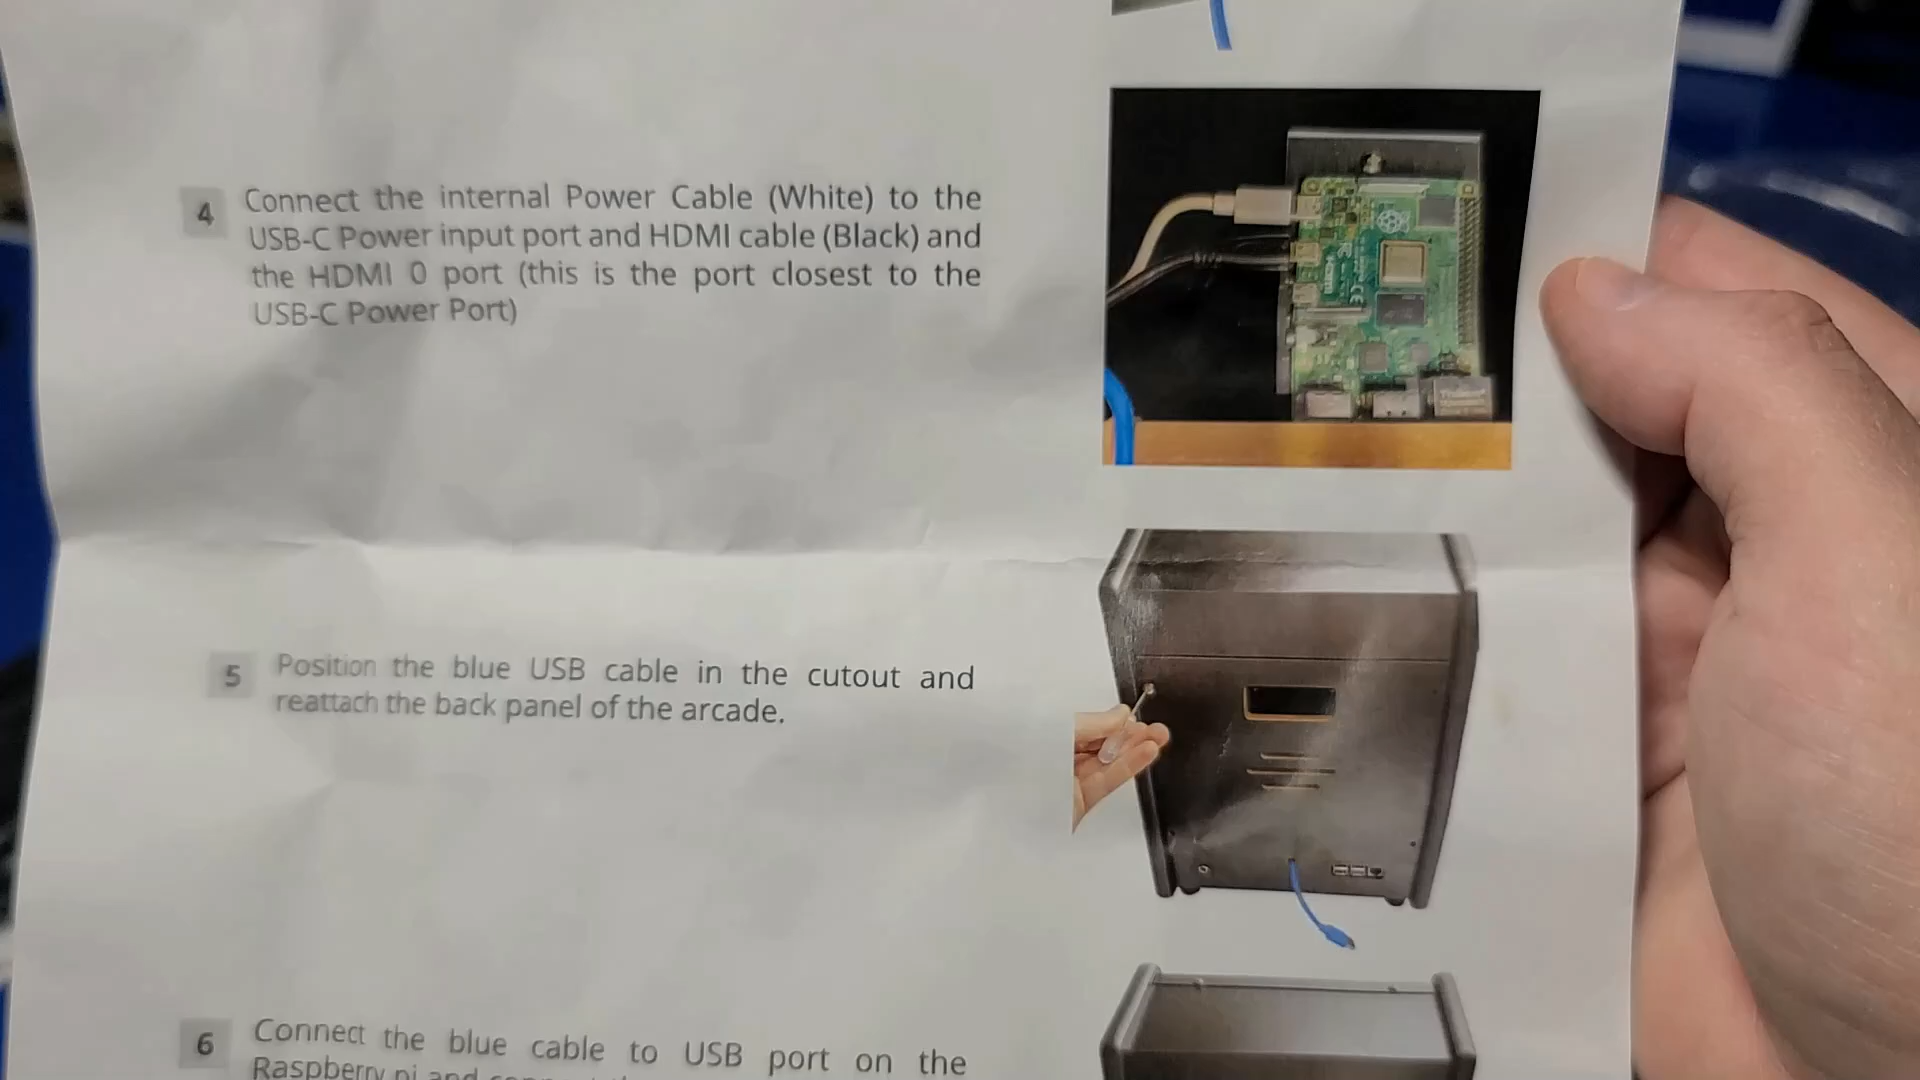 4
Connect the internal Power Cable (White) to the
USB-C Power input port and HDMI cable (Black) and
the HDMI 0 port (this is the port closest to the
USB-C Power Port)
5
Position the blue USB cable in the cutout and
reattach the back panel of the arcade.
6
Connect the blue cable to USB port on the
Raspberry pi and